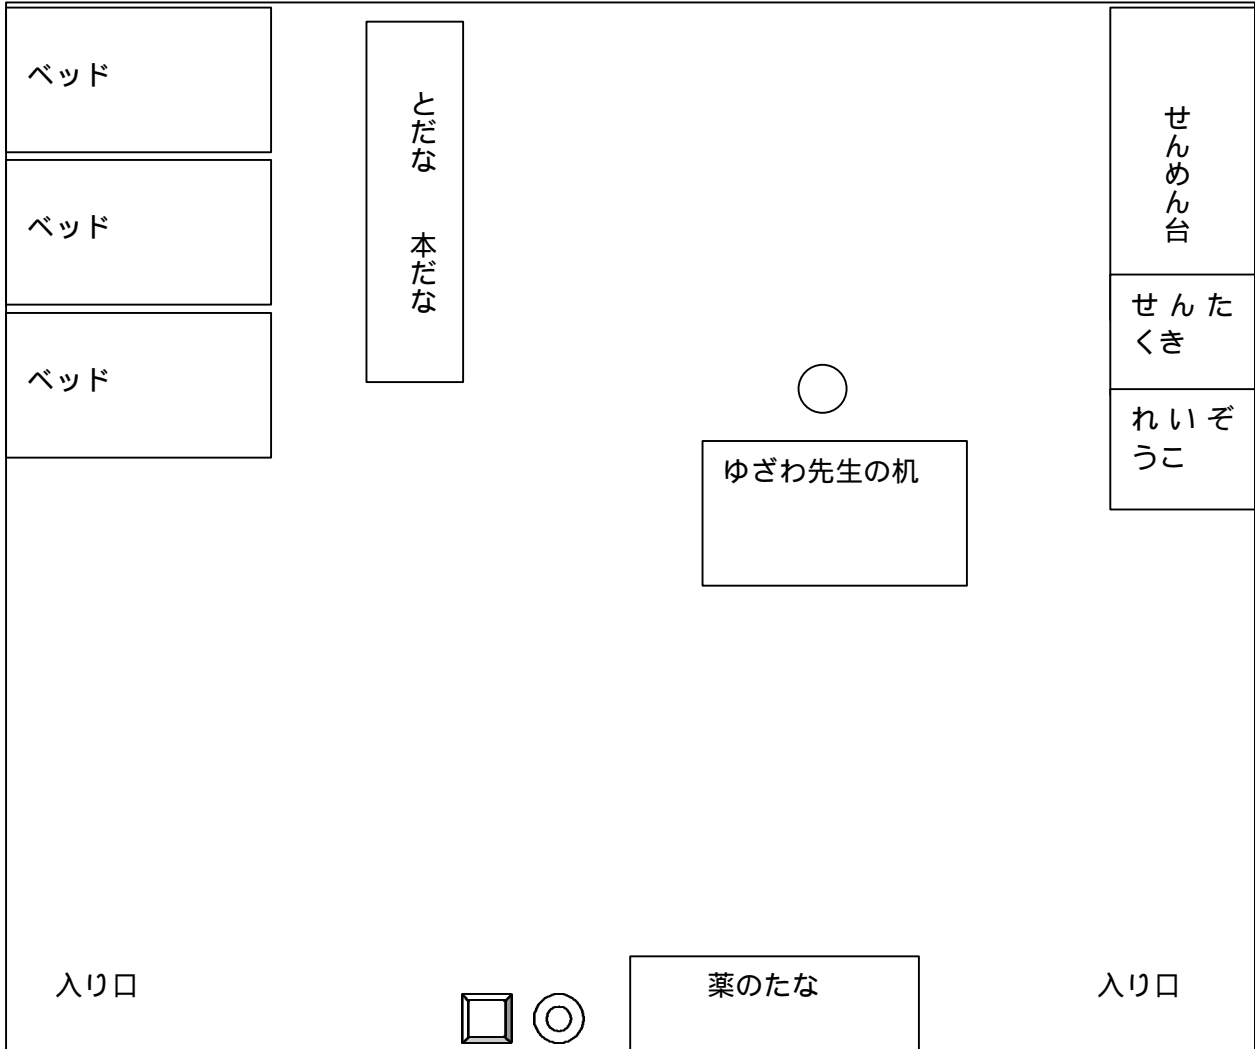 ベッド
ベッド
ベッド
とだな　本だな
せんめん台
せんた
くき
れいぞ
うこ
ゆざわ先生の机
入り口
薬のたな
入り口